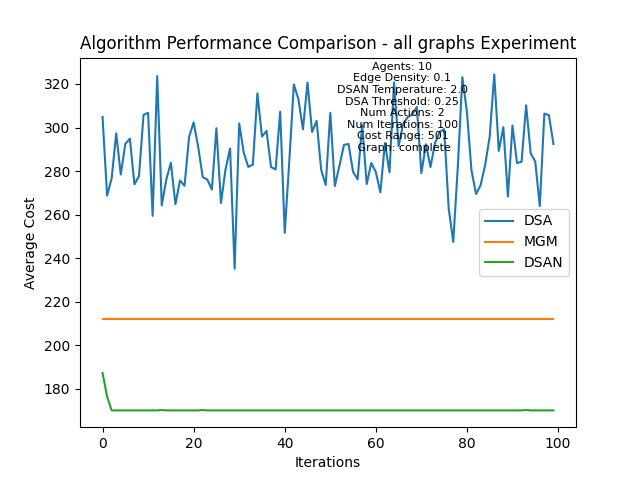 Algorithm Performance Comparison - all graphs Experiment
Agents: 10
Edge Density: 0.1
DSAN Temperature: 2.0
DSA Threshold: 0.25
Num Actions: 2
Num Iterations: 100
Cost Range: 501
Graph: complete
Average Cost
320
300
280
260
240
220
200
180
DSA
MGM
DSAN
0
20
40
60
80
100
Iterations